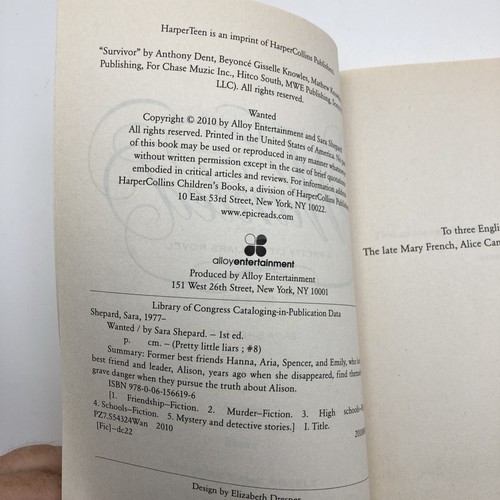 HarperTeen is an imprint of HarperCollins Publishers.
"Survivor" by Anthony Dent, Beyoncé Gisselle Knowles, Mathew
Publishing, For Chase Muzic Inc., Hitco South, MWE Publishing,
LLC). All rights reserved.
Wanted
Copyright © 2010 by Alloy Entertainment and Sara Shepard
All rights reserved. Printed in the United States of America. No
of this book may be used or reproduced in any manner whatsoever
without written permission except in the case of brief quotations
embodied in critical articles and reviews. For information address
HarperCollins Children's Books, a division of HarperCollins
10 East 53rd Street, New York, NY 10022.
www.epicreads.com
alloyentertainment
Produced by Alloy Entertainment
151 West 26th Street, New York, NY 10001
Library of Congress Cataloging-in-Publication Data
Shepard, Sara, 1977–
Wanted / by Sara Shepard. – 1st ed.
p. cm. – (Pretty little liars ; #8)
Summary: Former best friends Hanna, Aria, Spencer, and Emily, who
best friend and leader, Alison, years ago when she disappeared, find
grave danger when they pursue the truth about Alison.
ISBN 978-0-06-156619-6
[1. Friendship–Fiction. 2. Murder–Fiction. 3. High
4. Schools–Fiction. 5. Mystery and detective stories.] I. Title.
PZ7.S54324Wan 2010
[Fic]–dc22
Design by Elizabeth
To three
The late Mary French, Alice